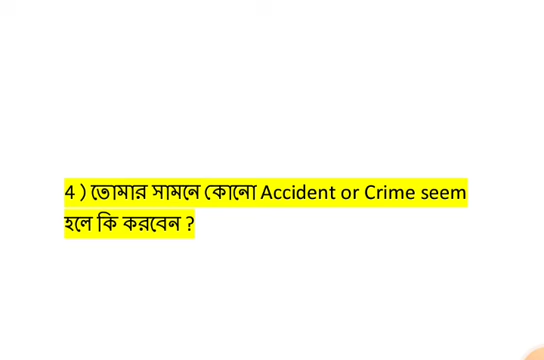 4 ) তোমার সামনে কোনো Accident or Crime seem
হলে কি করবেন ?